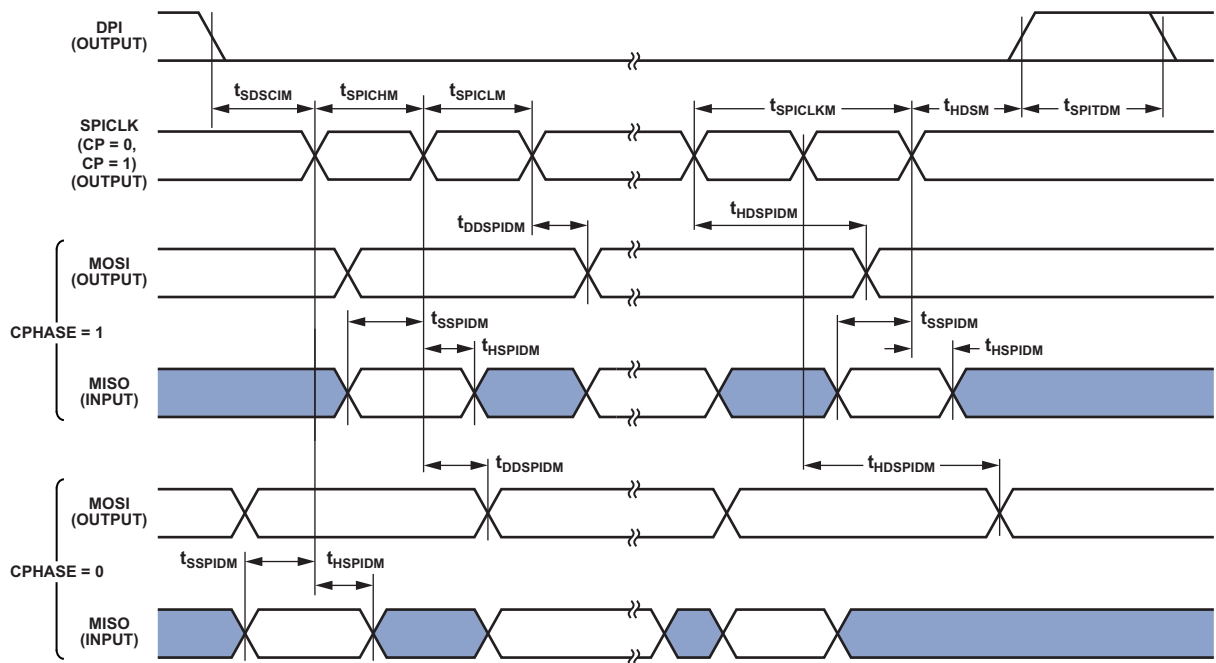 DPI
(OUTPUT)
tSDSCIM
tSPICHM
tSPICLM
tSPICLKM
tHDSM
tSPITDM
SPICLK
(CP = 0,
CP = 1)
(OUTPUT)
tDDSPIDM
tHDSPIDM
CPHASE = 1
MOSI
(OUTPUT)
tSSPIDM
tSSPIDM
tHSPIDM
tHSPIDM
MISO
(INPUT)
tDDSPIDM
tHDSPIDM
CPHASE = 0
MOSI
(OUTPUT)
tSSPIDM
tHSPIDM
MISO
(INPUT)